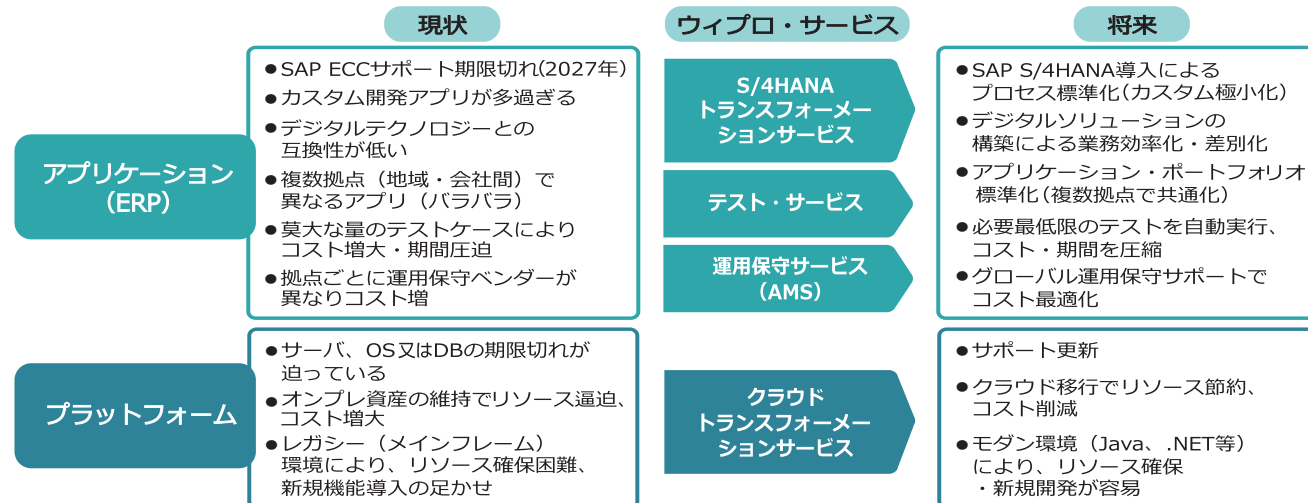 現状
ウィプロ・サービス
将来
アプリケーション
（ERP）
●SAP ECCサポート期限切れ(2027年)
●カスタム開発アプリが多過ぎる
●デジタルテクノロジーとの
互換性が低い
●複数拠点（地域・会社間）で
異なるアプリ（バラバラ）
●莫大な量のテストケースにより
コスト増大・期間圧迫
●拠点ごとに運用保守ベンダーが
異なりコスト増
S/4HANA
トランスフォーメー
ションサービス
テスト・サービス
運用保守サービス
（AMS）
●SAP S/4HANA導入による
プロセス標準化(カスタム極小化)
●デジタルソリューションの
構築による業務効率化・差別化
●アプリケーション・ポートフォリオ
標準化(複数拠点で共通化)
●必要最低限のテストを自動実行、
コスト・期間を圧縮
●グローバル運用保守サポートで
コスト最適化
プラットフォーム
●サーバ、OS又はDBの期限切れが
迫っている
●オンプレ資産の維持でリソース逼迫、
コスト増大
●レガシー（メインフレーム）
環境により、リソース確保困難、
新規機能導入の足かせ
クラウド
トランスフォーメー
ションサービス
●サポート更新
●クラウド移行でリソース節約、
コスト削減
●モダン環境（Java、.NET等）
により、リソース確保
・新規開発が容易